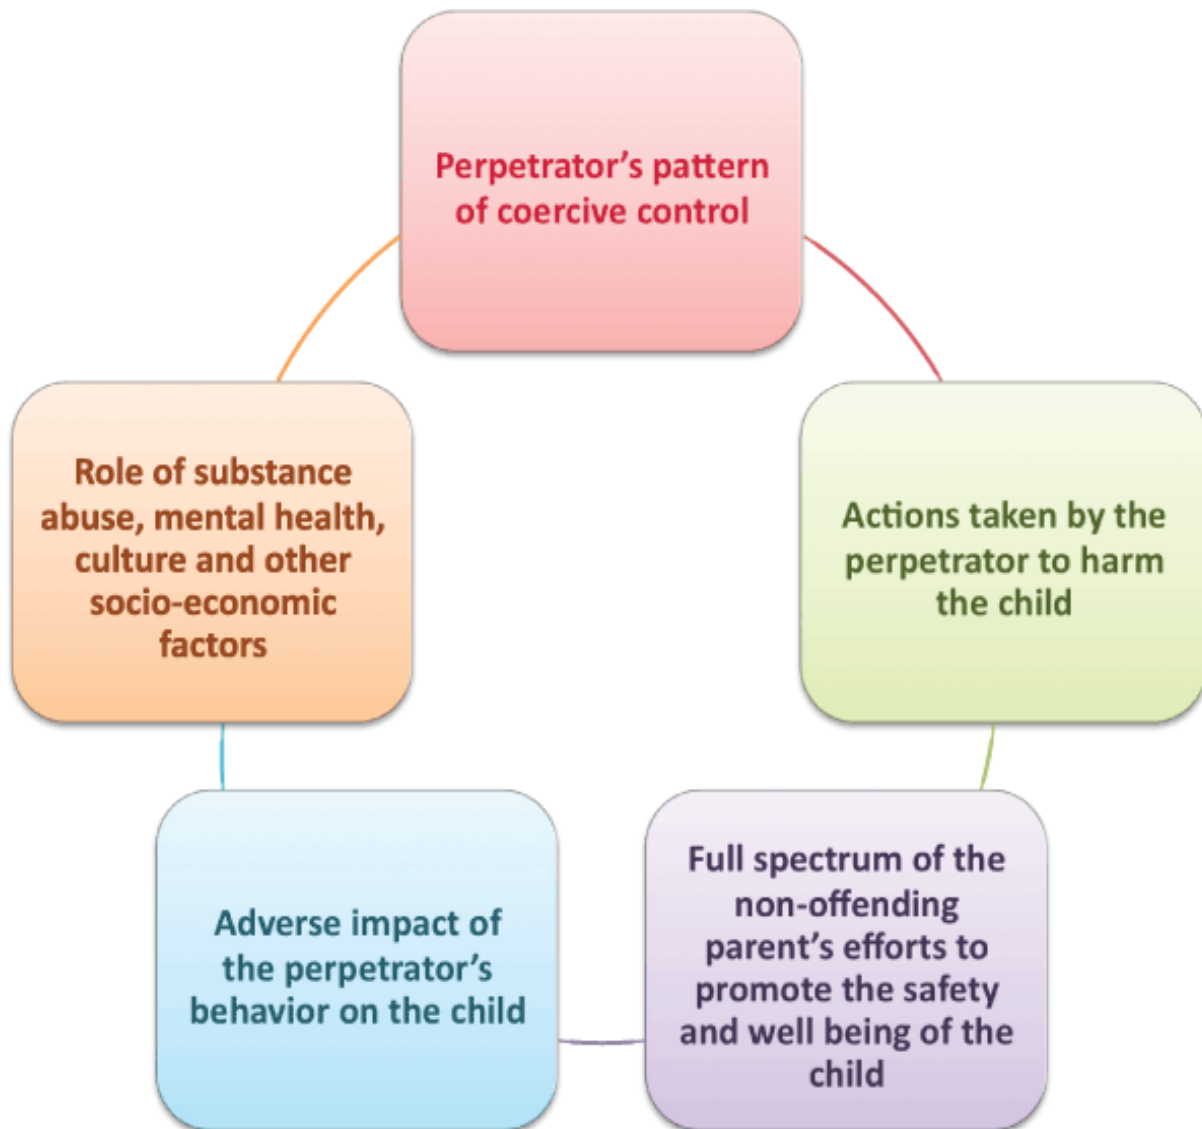 Perpetrator’s pattern
of coercive control
Actions taken by the
perpetrator to harm
the child
Full spectrum of the
non-offending
parent’s efforts to
promote the safety
and well being of the
child
Adverse impact of
the perpetrator’s
behavior on the child
Role of substance
abuse, mental health,
culture and other
socio-economic
factors